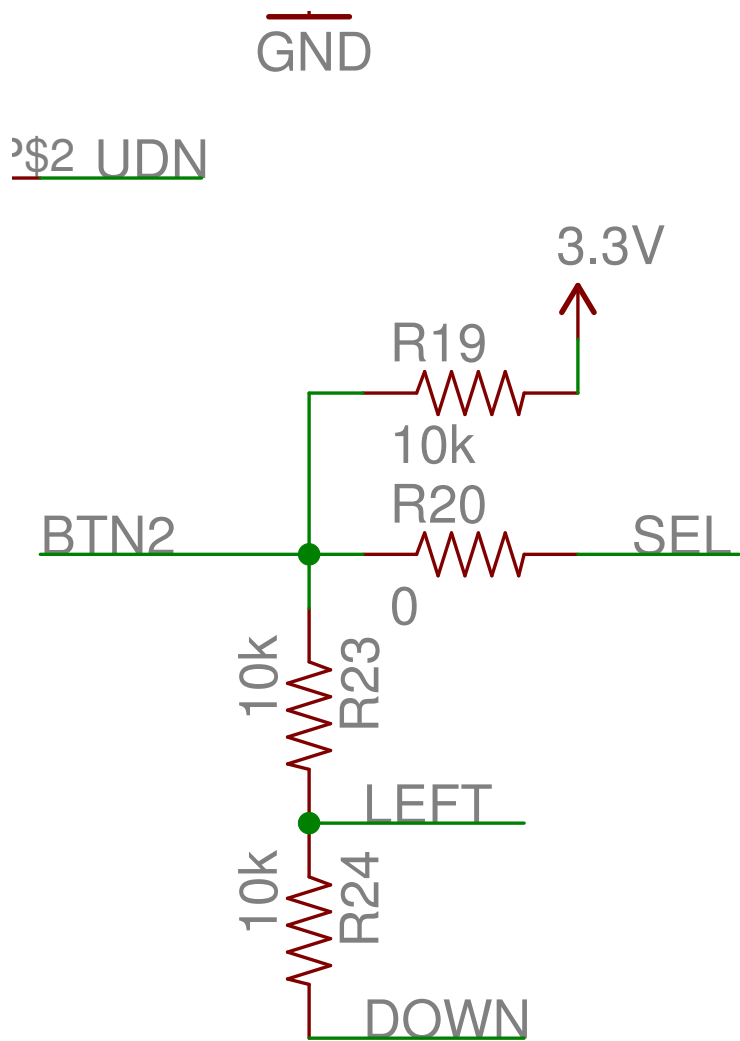 GND
P$2 UDN
3.3V
R19
10k
R20
BTN2
SEL
0
10k
R23
LEFT
10k
R24
DOWN